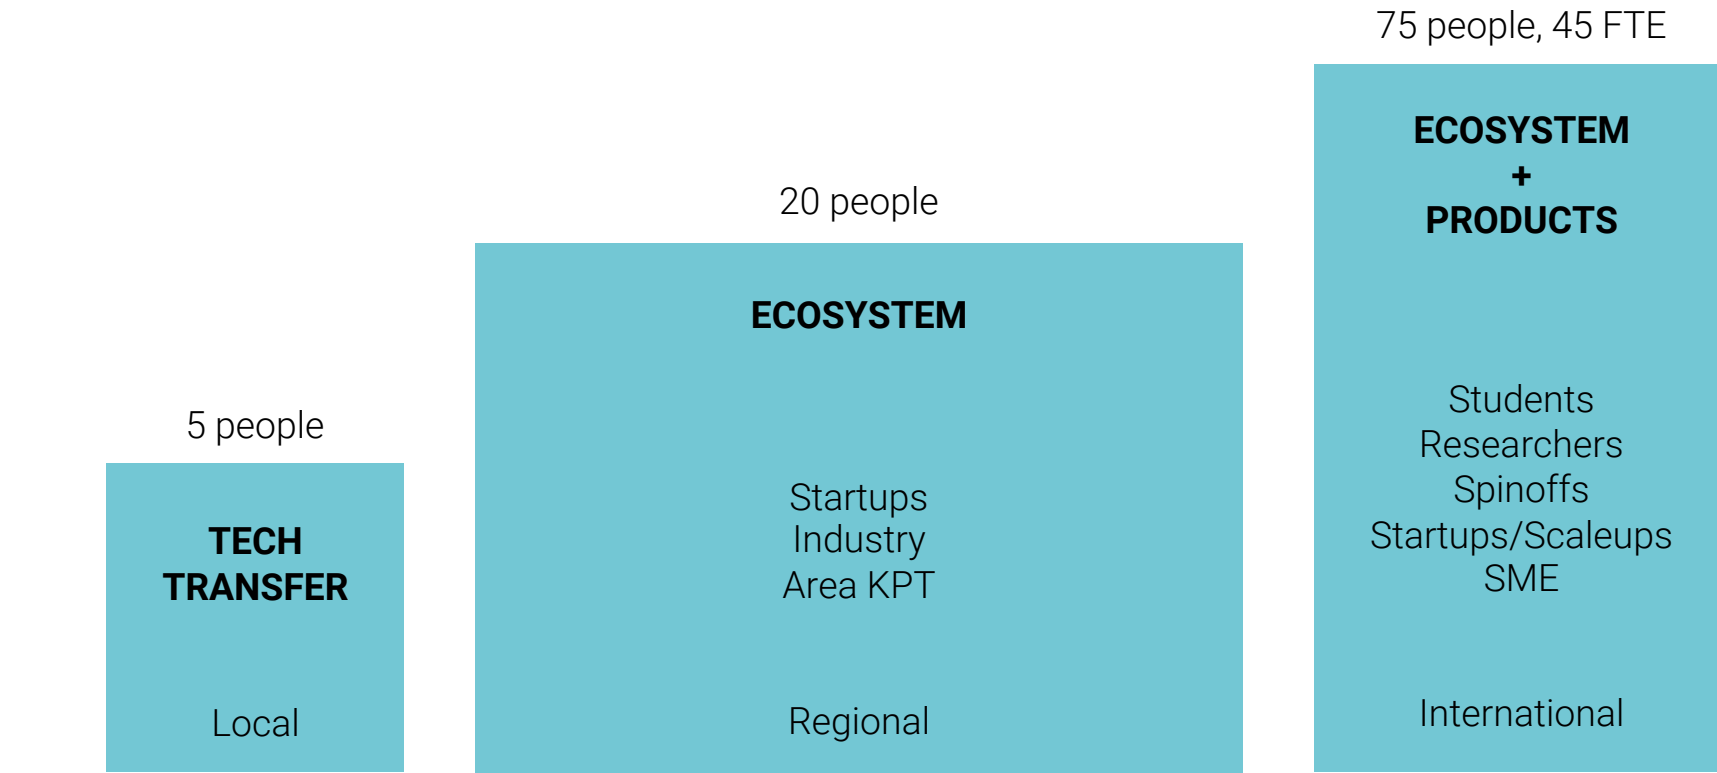 5 people
TECH
TRANSFER
Local
20 people
ECOSYSTEM
Startups
Industry
Area KPT
Regional
75 people, 45 FTE
ECOSYSTEM
+
PRODUCTS
Students
Researchers
Spinoffs
Startups/Scaleups
SME
International